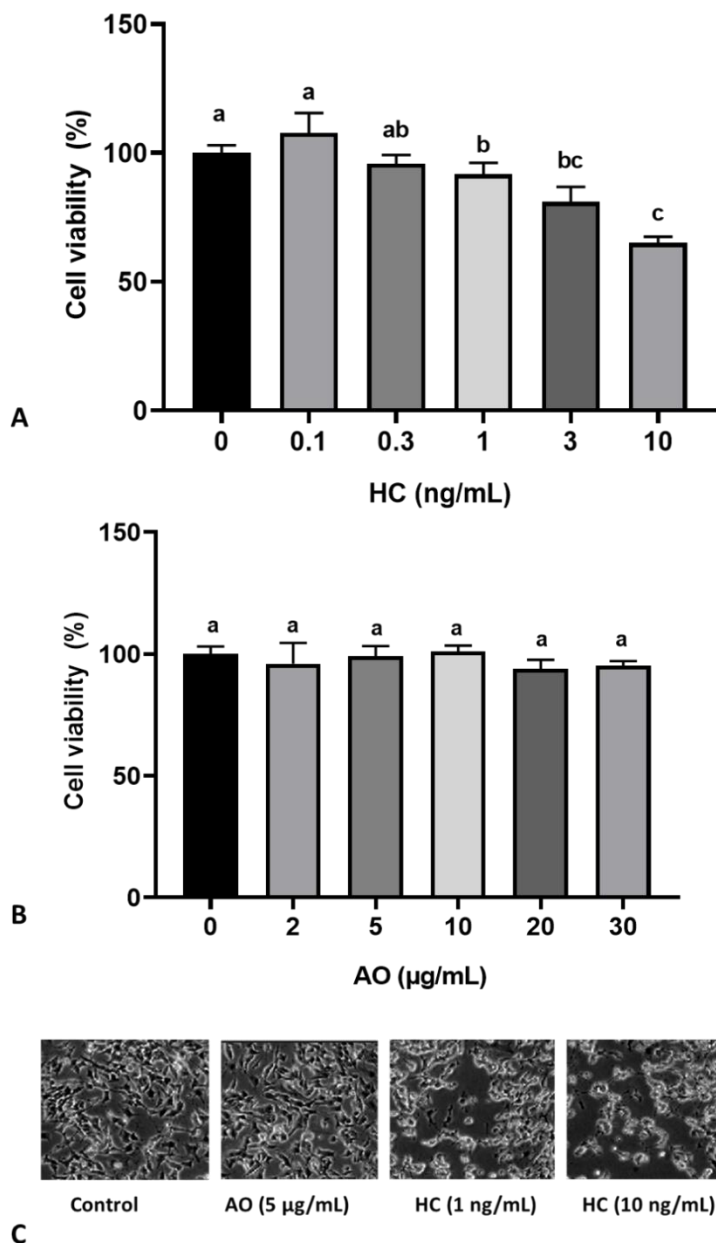 150
100
50
0
Cell viability (%)
a
a
ab
b
bc
c
0 0.1 0.3 1 3 10
HC (ng/mL)
A
150
100
50
0
Cell viability (%)
a a a a a a
0 2 5 10 20 30
AO (µg/mL)
B
Control AO (5 µg/mL) HC (1 ng/mL) HC (10 ng/mL)
C